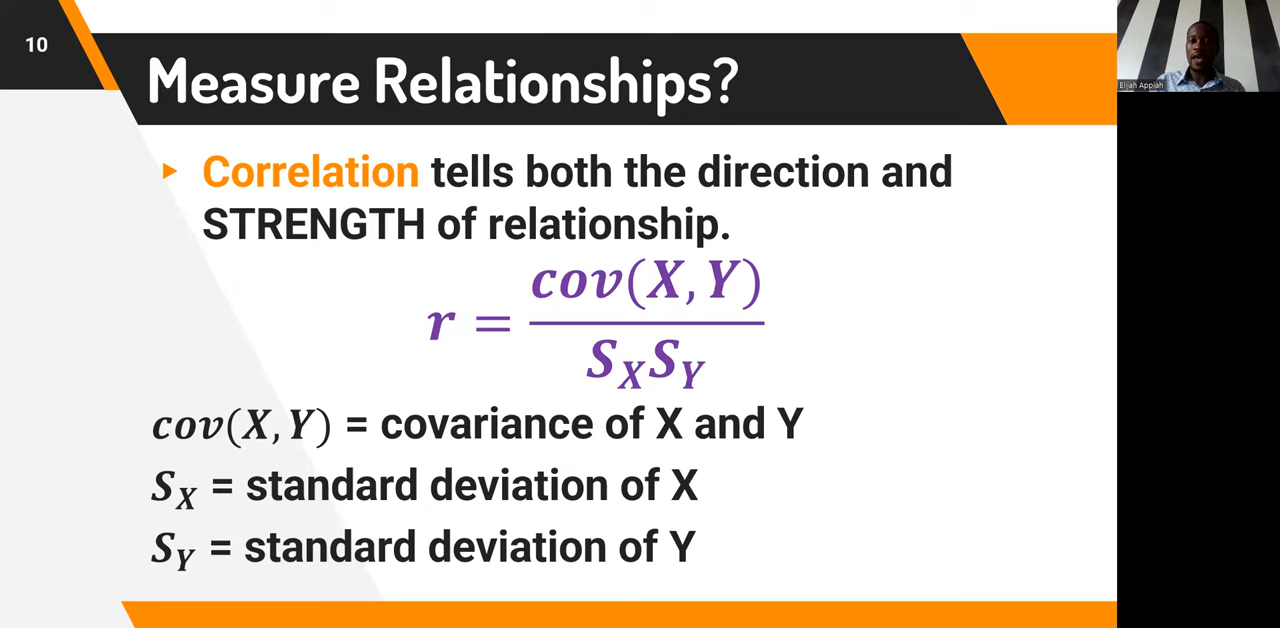 10
Measure Relationships?
Elijah Appiah
▸ Correlation tells both the direction and
STRENGTH of relationship.
r = cov(X, Y) / S_X S_Y
cov(X, Y) = covariance of X and Y
S_X = standard deviation of X
S_Y = standard deviation of Y